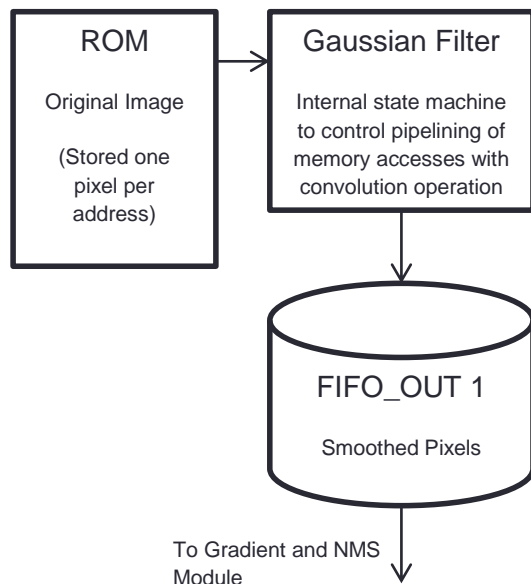 ROM
Original Image
(Stored one
pixel per
address)
Gaussian Filter
Internal state machine
to control pipelining of
memory accesses with
convolution operation
FIFO_OUT 1
Smoothed Pixels
To Gradient and NMS
Module